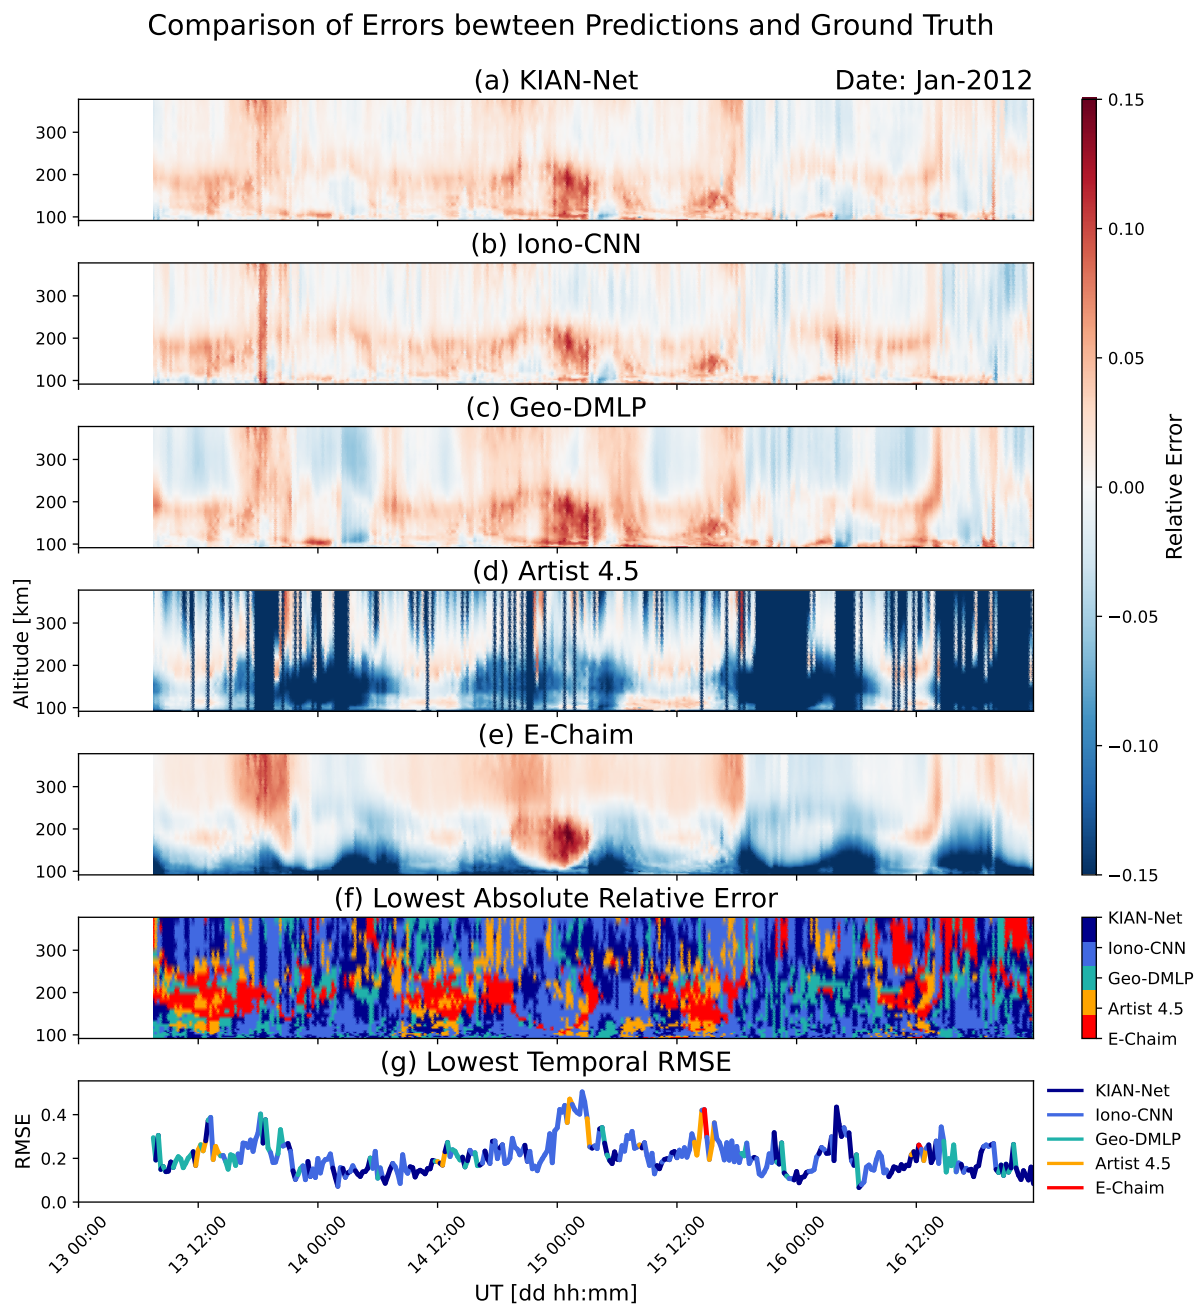 Comparison of Errors bewteen Predictions and Ground Truth
(a) KIAN-Net
Date: Jan-2012
300
200
100
(b) Iono-CNN
300
200
100
(c) Geo-DMLP
300
200
100
(d) Artist 4.5
300
200
100
Altitude [km]
(e) E-Chaim
300
200
100
0.15
0.10
0.05
0.00
−0.05
−0.10
−0.15
Relative Error
(f) Lowest Absolute Relative Error
300
200
100
KIAN-Net
Iono-CNN
Geo-DMLP
Artist 4.5
E-Chaim
(g) Lowest Temporal RMSE
0.4
0.2
0.0
RMSE
KIAN-Net
Iono-CNN
Geo-DMLP
Artist 4.5
E-Chaim
13 00:00
13 12:00
14 00:00
14 12:00
15 00:00
15 12:00
16 00:00
16 12:00
UT [dd hh:mm]